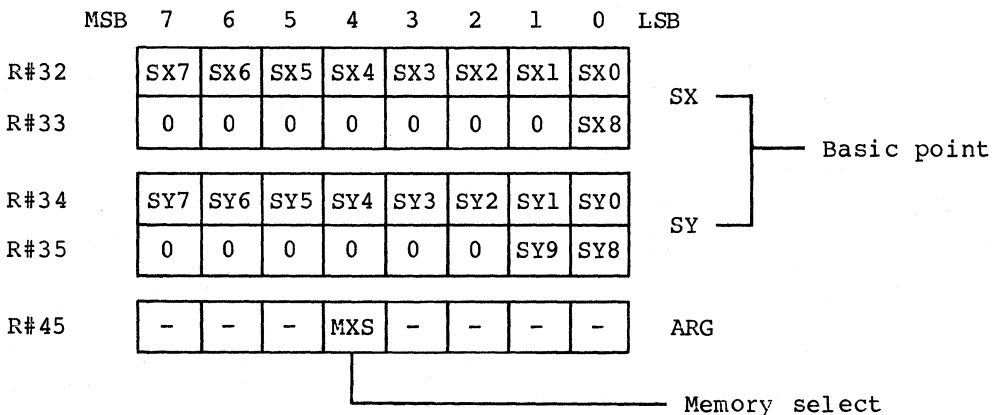 MSB 7 6 5 4 3 2 1 0 LSB
R#32 SX7 SX6 SX5 SX4 SX3 SX2 SX1 SX0
SX
R#33 0 0 0 0 0 0 0 SX8
Basic point
R#34 SY7 SY6 SY5 SY4 SY3 SY2 SY1 SY0
SY
R#35 0 0 0 0 0 0 SY9 SY8
R#45 - - - MXS - - - - ARG
Memory select